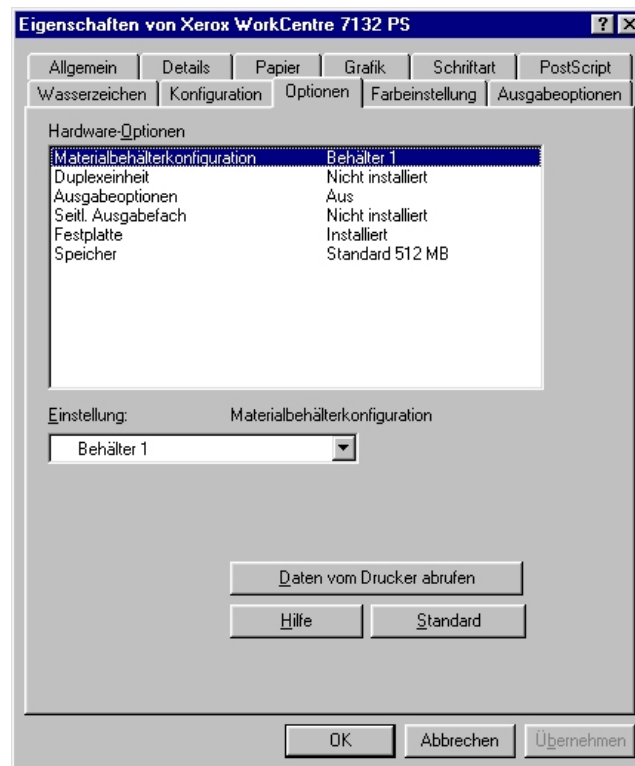 Eigenschaften von Xerox WorkCentre 7132 PS
Allgemein Details Papier Grafik Schriftart PostScript
Wasserzeichen Konfiguration Optionen Farbeinstellung Ausgabeoptionen
Hardware-Optionen
Materialbehälterkonfiguration Behälter 1
Duplexeinheit Nicht installiert
Ausgabeoptionen Aus
Seitl. Ausgabefach Nicht installiert
Festplatte Installiert
Speicher Standard 512 MB
Einstellung: Materialbehälterkonfiguration
Behälter 1
Daten vom Drucker abrufen
Hilfe Standard
OK Abbrechen Übernehmen